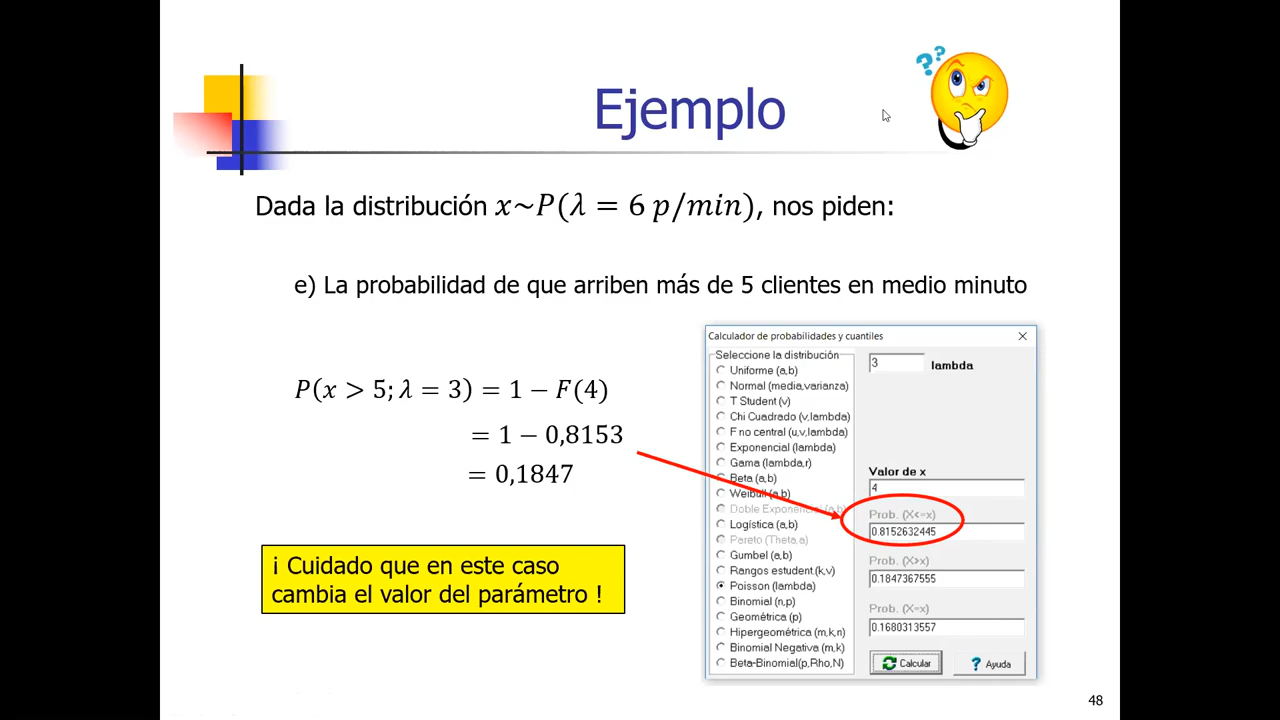 ??
Ejemplo
Dada la distribución x~P(λ = 6 p/min), nos piden:
e) La probabilidad de que arriben más de 5 clientes en medio minuto
P(x > 5; λ = 3) = 1 − F(4)
= 1 − 0,8153
= 0,1847
¡ Cuidado que en este caso
cambia el valor del parámetro !
Calculador de probabilidades y cuantiles
Seleccione la distribución
Uniforme (a,b)
Normal (media,varianza)
T Student (v)
Chi Cuadrado (v,lambda)
F no central (u,v,lambda)
Exponencial (lambda)
Gama (lambda,r)
Beta (a,b)
Weibull (a,b)
Doble Exponencial (a,b)
Logística (a,b)
Pareto (Theta,a)
Gumbel (a,b)
Rangos estudent.(k,v)
Poisson (lambda)
Binomial (n,p)
Geométrica (p)
Hipergeométrica (m,k,n)
Binomial Negativa (m,k)
Beta-Binomial(p,Rho,N)
3 lambda
Valor de x
4
Prob. (X<=x)
0.8152632445
Prob. (X>x)
0.1847367555
Prob. (X=x)
0.1680313557
Calcular
? Ayuda
48